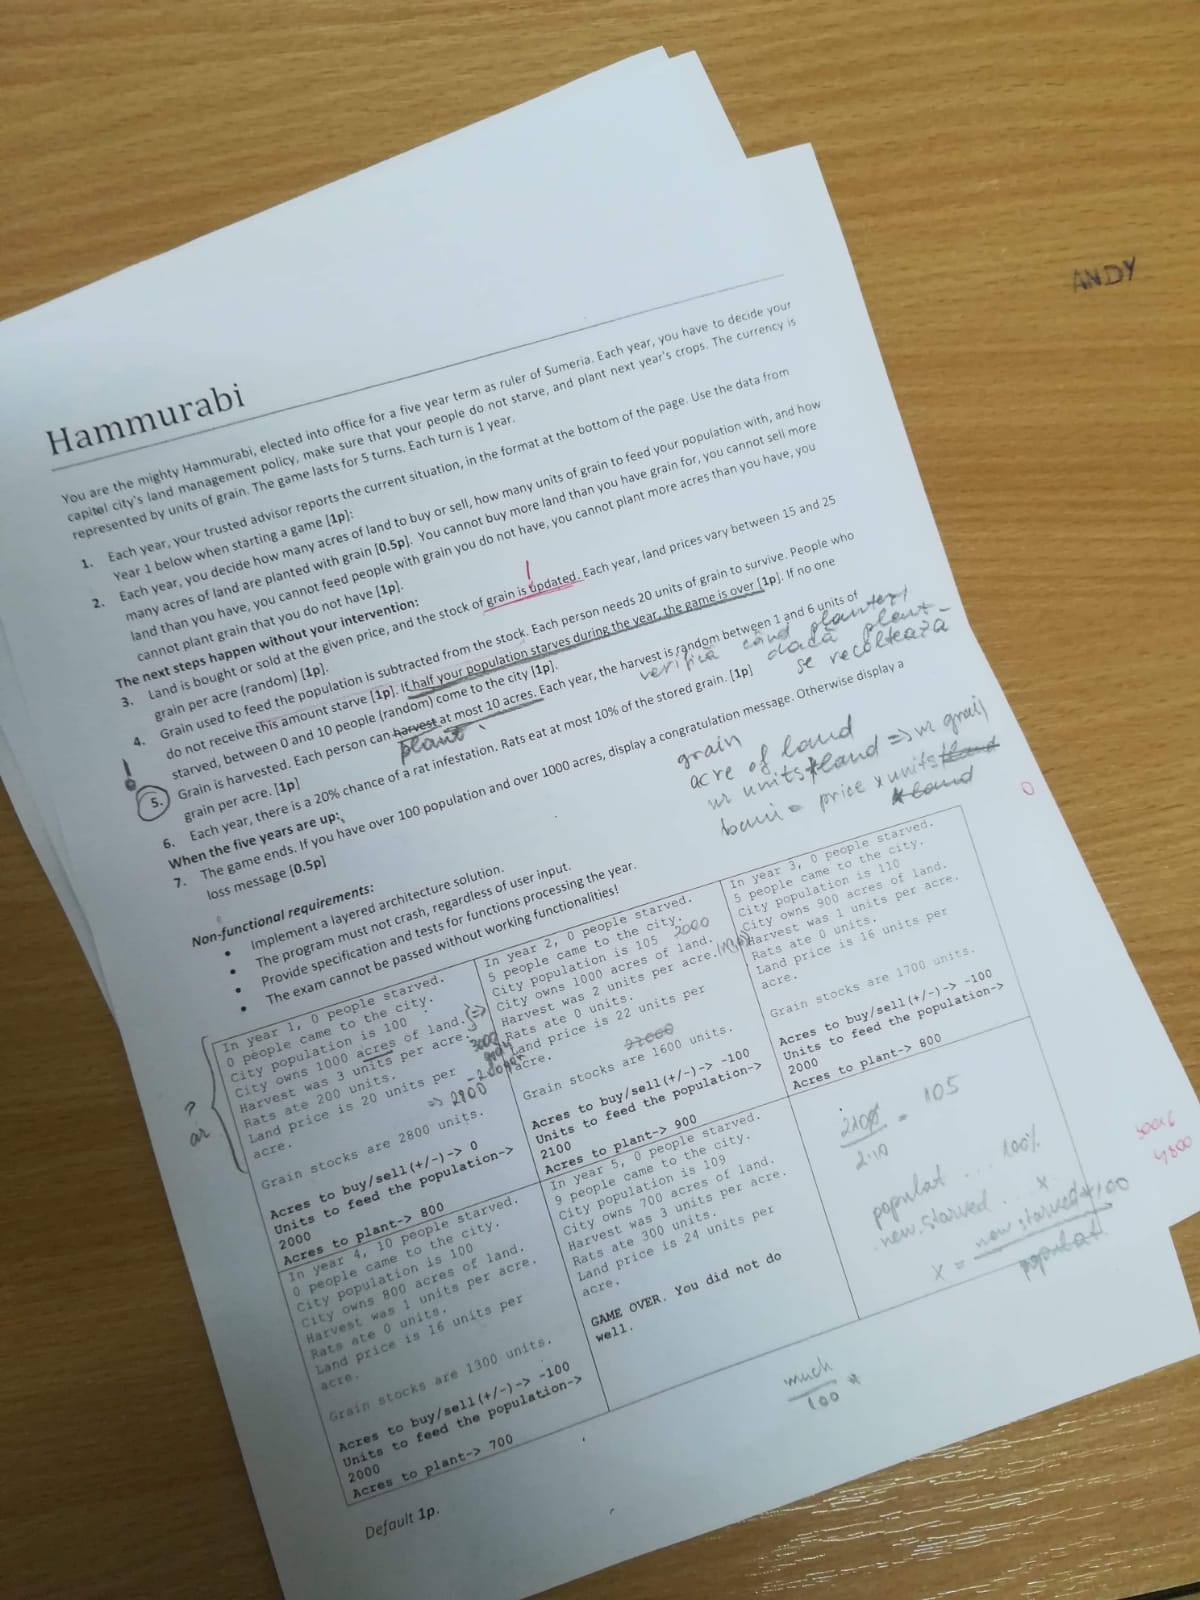 ANDY
Hammurabi
You are the mighty Hammurabi, elected into office for a five year term as ruler of Sumeria. Each year, you have to decide your
capitol city's land management policy, make sure that your people do not starve, and plant next year's crops. The currency is
represented by units of grain. The game lasts for 5 turns. Each turn is 1 year.
1. Each year, your trusted advisor reports the current situation, in the format at the bottom of the page. Use the data from
Year 1 below when starting a game [1p]:
2. Each year, you decide how many acres of land to buy or sell, how many units of grain to feed your population with, and how
many acres of land are planted with grain [0.5p]. You cannot buy more land than you have grain for, you cannot sell more
land than you have, you cannot feed people with grain you do not have, you cannot plant more acres than you have, you
cannot plant grain that you do not have [1p].
The next steps happen without your intervention:
!
3. Land is bought or sold at the given price, and the stock of grain is updated. Each year, land prices vary between 15 and 25
grain per acre (random) [1p].
4. Grain used to feed the population is subtracted from the stock. Each person needs 20 units of grain to survive. People who
do not receive this amount starve [1p]. If half your population starves during the year, the game is over [1p]. If no one
starved, between 0 and 10 people (random) come to the city [1p].
! 5. Grain is harvested. Each person can harvest at most 10 acres. Each year, the harvest is random between 1 and 6 units of
plant
grain per acre. [1p]
verifică când plantezi
dacă plant-
se recoltează
6. Each year, there is a 20% chance of a rat infestation. Rats eat at most 10% of the stored grain. [1p]
When the five years are up:
7. The game ends. If you have over 100 population and over 1000 acres, display a congratulation message. Otherwise display a
loss message [0.5p]
grain
acre of land
nr units * land => nr grain
bani = price x units
* land
0
Non-functional requirements:
• Implement a layered architecture solution.
• The program must not crash, regardless of user input.
• Provide specification and tests for functions processing the year.
• The exam cannot be passed without working functionalities!
? ar
In year 1, 0 people starved.
0 people came to the city.
City population is 100
City owns 1000 acres of land.
Harvest was 3 units per acre.
Rats ate 200 units.
Land price is 20 units per
acre.
=> 3000
=> 2800
Grain stocks are 2800 units.
Acres to buy/sell(+/-)-> 0
Units to feed the population->
2000
Acres to plant-> 800
In year 2, 0 people starved.
5 people came to the city.
City population is 105
2000
City owns 1000 acres of land.
Harvest was 2 units per acre.
Rats ate 0 units.
Land price is 22 units per
acre.
22000
Grain stocks are 1600 units.
Acres to buy/sell(+/-)-> -100
Units to feed the population->
2100
Acres to plant-> 900
In year 3, 0 people starved.
5 people came to the city.
City population is 110
City owns 900 acres of land.
Harvest was 1 units per acre.
Rats ate 0 units.
Land price is 16 units per
acre.
Grain stocks are 1700 units.
Acres to buy/sell(+/-)-> -100
Units to feed the population->
2000
Acres to plant-> 800
In year 4, 10 people starved.
0 people came to the city.
City population is 100
City owns 800 acres of land.
Harvest was 1 units per acre.
Rats ate 0 units.
Land price is 16 units per
acre.
Grain stocks are 1300 units.
Acres to buy/sell(+/-)-> -100
Units to feed the population->
2000
Acres to plant-> 700
In year 5, 0 people starved.
9 people came to the city.
City population is 109
City owns 700 acres of land.
Harvest was 3 units per acre.
Rats ate 300 units.
Land price is 24 units per
acre.
GAME OVER. You did not do
well.
2100 = 105
2 10
populat ... 100%
new.starved ... x
x = new starved * 100
populat
4800
much
100
Default 1p.